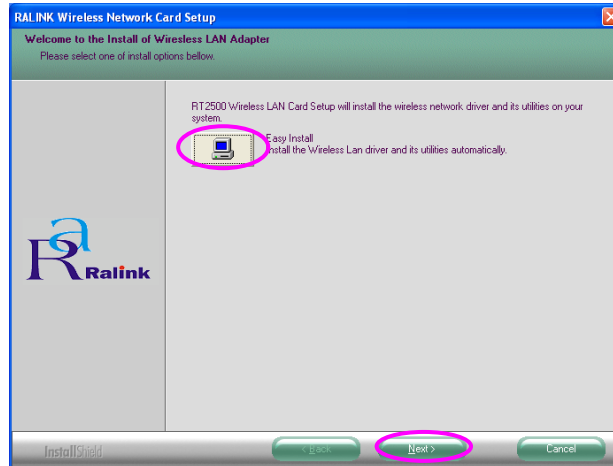 RALINK Wireless Network Card Setup
Welcome to the Install of Wiresless LAN Adapter
Please select one of install options bellow.
RT2500 Wireless LAN Card Setup will install the wireless network driver and its utilities on your
system.
Easy Install
Install the Wireless Lan driver and its utilities automatically.
Ra
Ralink
InstallShield
< Back
Next >
Cancel